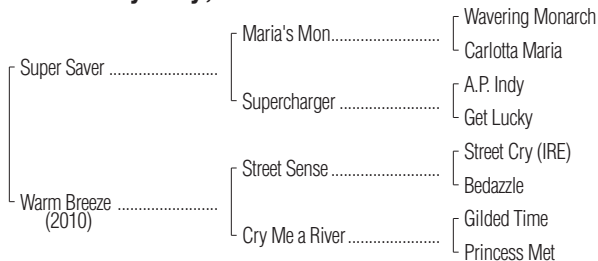 Wavering Monarch
Maria's Mon
Carlotta Maria
Super Saver
A.P. Indy
Supercharger
Get Lucky
Street Cry (IRE)
Street Sense
Bedazzle
Warm Breeze
(2010)
Gilded Time
Cry Me a River
Princess Met